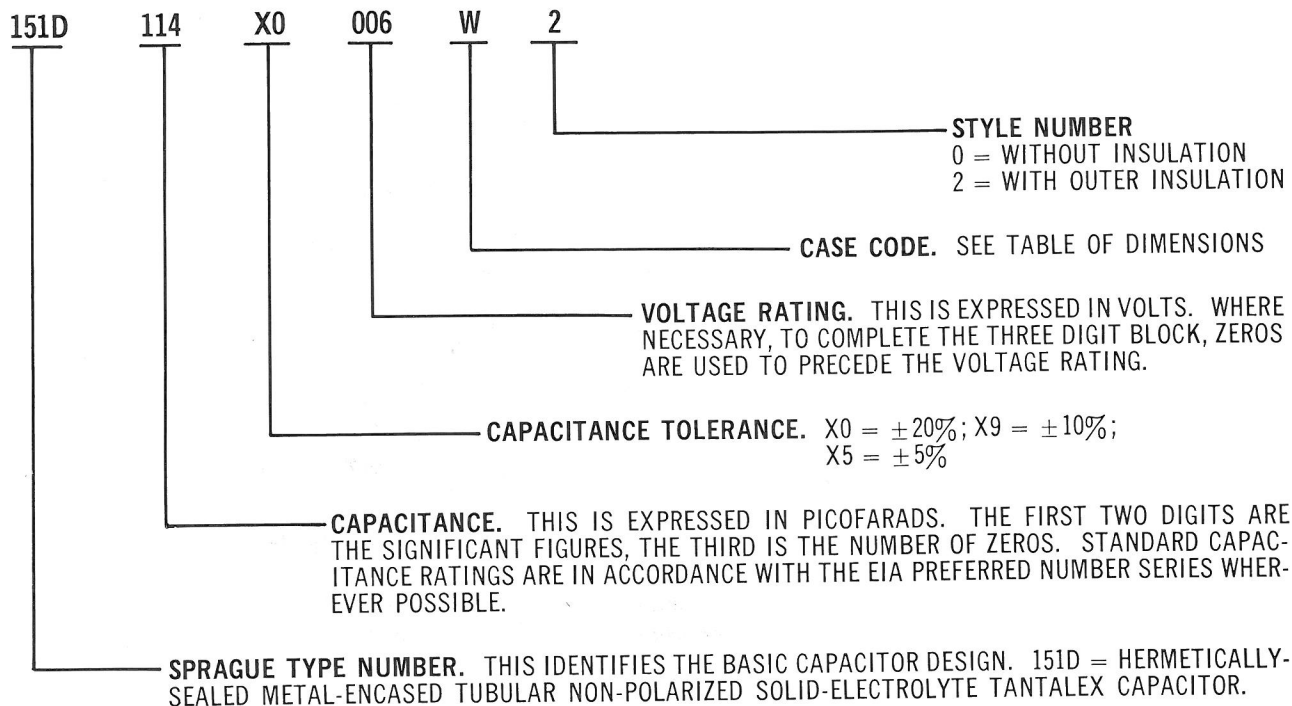 151D 114 X0 006 W 2
STYLE NUMBER
0 = WITHOUT INSULATION
2 = WITH OUTER INSULATION
CASE CODE. SEE TABLE OF DIMENSIONS
VOLTAGE RATING. THIS IS EXPRESSED IN VOLTS. WHERE
NECESSARY, TO COMPLETE THE THREE DIGIT BLOCK, ZEROS
ARE USED TO PRECEDE THE VOLTAGE RATING.
CAPACITANCE TOLERANCE. X0 = ±20%; X9 = ±10%;
X5 = ±5%
CAPACITANCE. THIS IS EXPRESSED IN PICOFARADS. THE FIRST TWO DIGITS ARE
THE SIGNIFICANT FIGURES, THE THIRD IS THE NUMBER OF ZEROS. STANDARD CAPAC-
ITANCE RATINGS ARE IN ACCORDANCE WITH THE EIA PREFERRED NUMBER SERIES WHER-
EVER POSSIBLE.
SPRAGUE TYPE NUMBER. THIS IDENTIFIES THE BASIC CAPACITOR DESIGN. 151D = HERMETICALLY-
SEALED METAL-ENCASED TUBULAR NON-POLARIZED SOLID-ELECTROLYTE TANTALEX CAPACITOR.